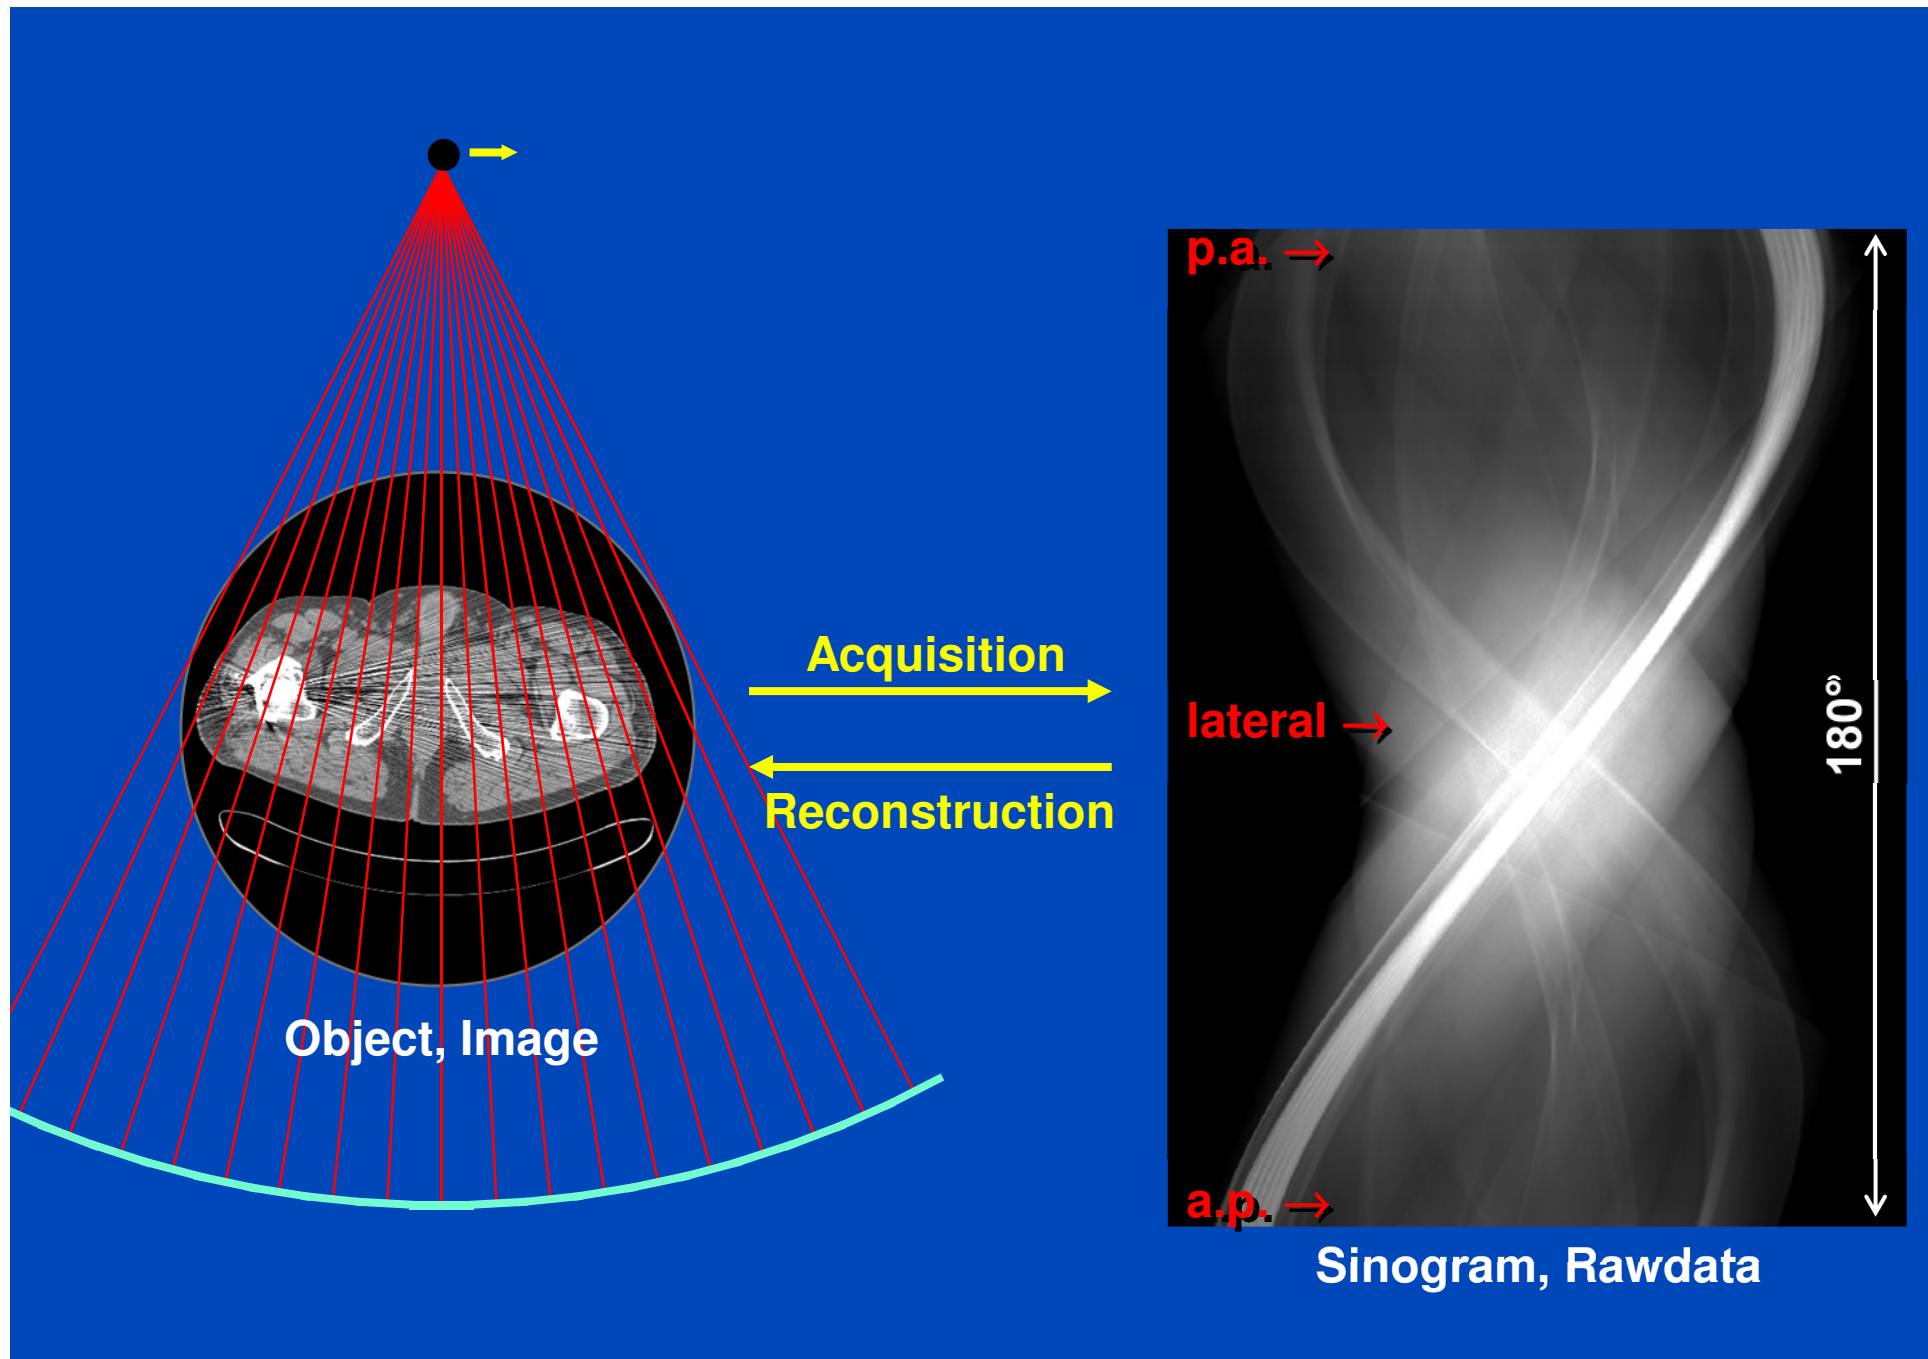 p.a. →
Acquisition
lateral →
180°
Reconstruction
Object, Image
a.p. →
Sinogram, Rawdata